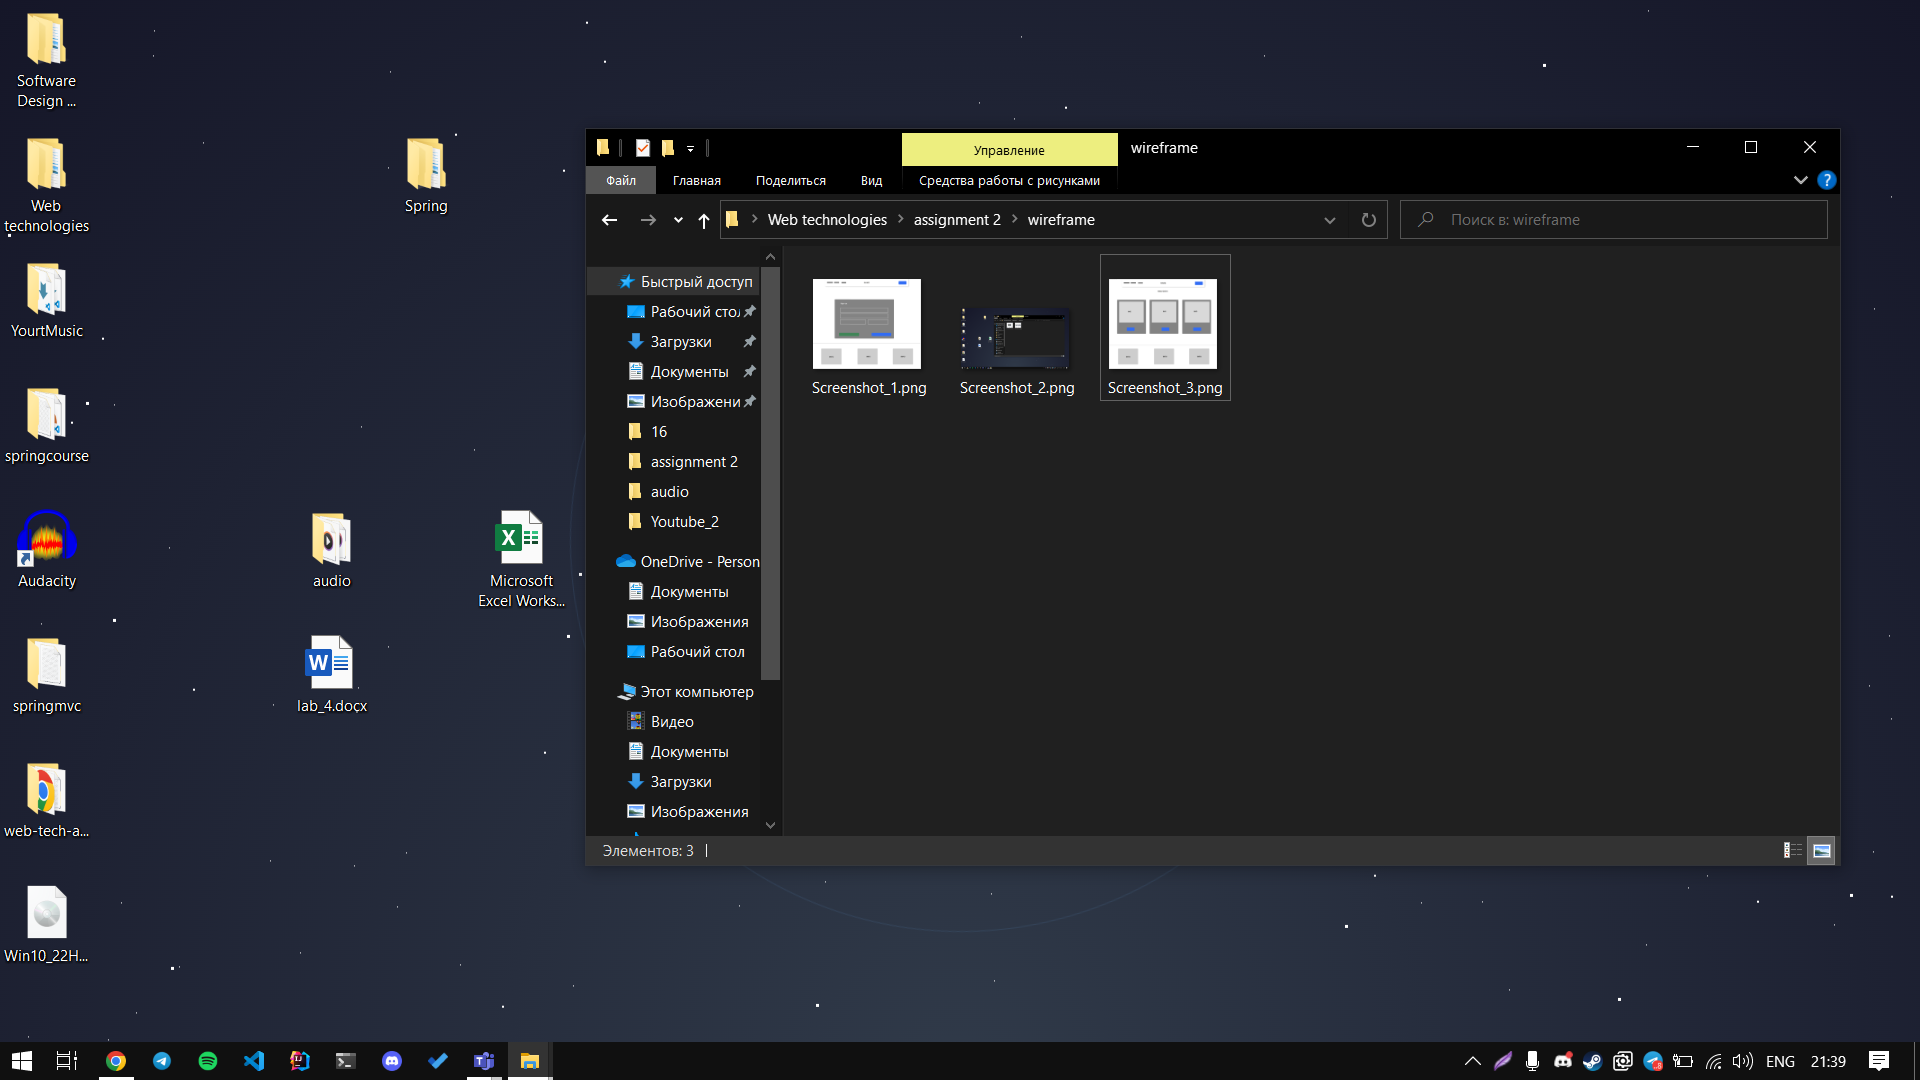 Software
Design ...
Web
technologies
YourtMusic
springcourse
Audacity
springmvc
web-tech-a...
Win10_22H...
Spring
audio
lab_4.docx
Microsoft
Excel Works...
Управление
wireframe
Файл
Главная
Поделиться
Вид
Средства работы с рисунками
Web technologies
assignment 2
wireframe
Поиск в: wireframe
Быстрый доступ
Рабочий стол
Загрузки
Документы
Изображени
16
assignment 2
audio
Youtube_2
OneDrive - Person
Документы
Изображения
Рабочий стол
Этот компьютер
Видео
Документы
Загрузки
Изображения
Screenshot_1.png
Screenshot_2.png
Screenshot_3.png
Элементов: 3
ENG
21:39